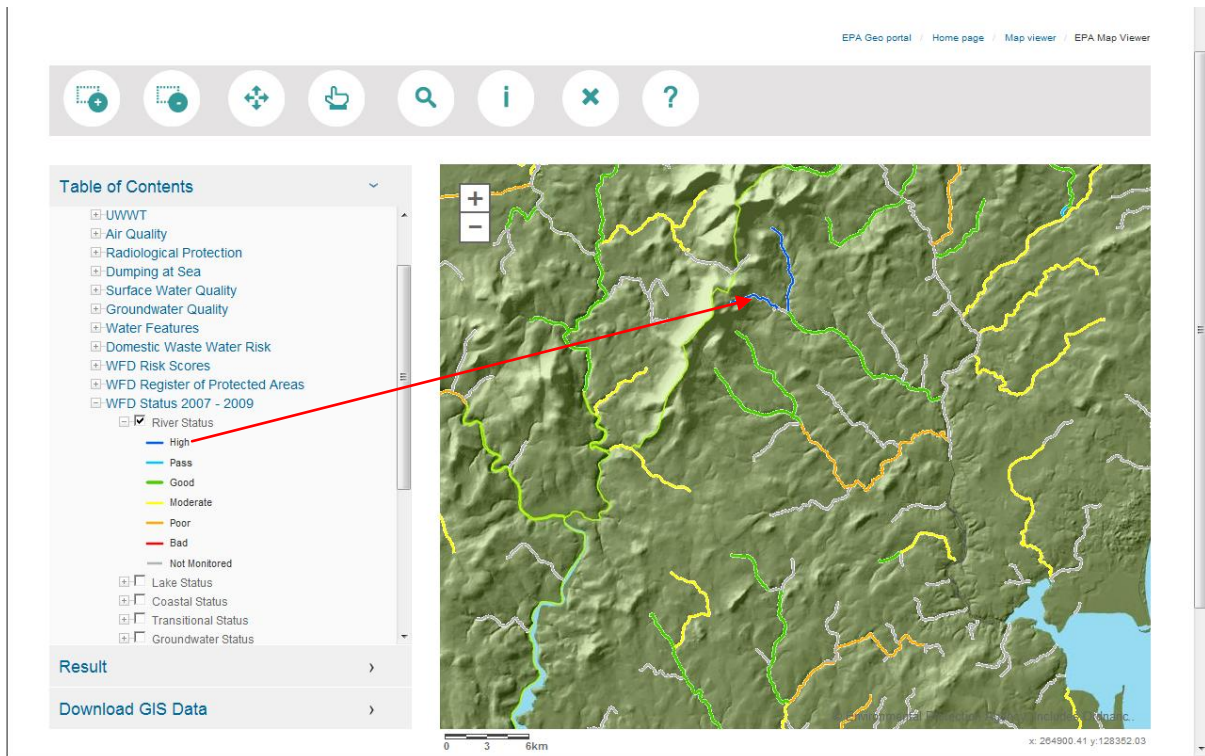 EPA Geo portal / Home page / Map viewer / EPA Map Viewer
+ - i ?
Table of Contents
UWWT
Air Quality
Radiological Protection
Dumping at Sea
Surface Water Quality
Groundwater Quality
Water Features
Domestic Waste Water Risk
WFD Risk Scores
WFD Register of Protected Areas
WFD Status 2007 - 2009
River Status
High
Pass
Good
Moderate
Poor
Bad
Not Monitored
Lake Status
Coastal Status
Transitional Status
Groundwater Status
Result
Download GIS Data
+
−
0 3 6km
x: 264900.41 y:128352.03